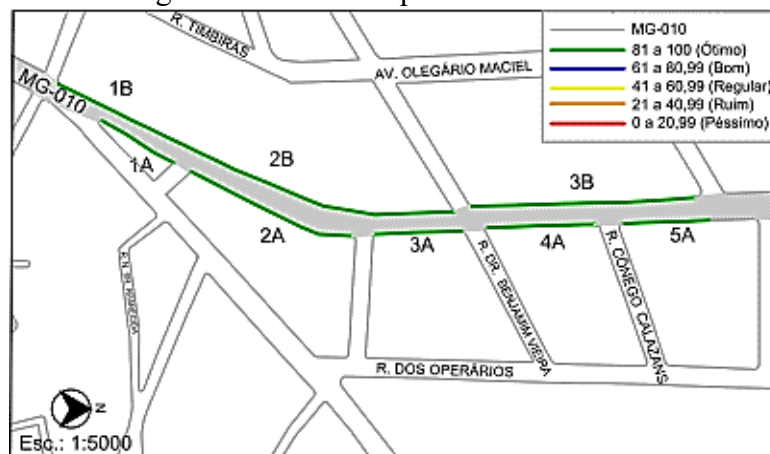 R. TIMBIRAS
AV. OLEGÁRIO MACIEL
MG-010
81 a 100 (Ótimo)
61 a 80,99 (Bom)
41 a 60,99 (Regular)
21 a 40,99 (Ruim)
0 a 20,99 (Péssimo)
MG-010
1B
2B
3B
1A
2A
3A
4A
5A
R. DR. BENJAMIM VIEIRA
R. CÔNEGO CALAZANS
R. DOS OPERÁRIOS
N
Esc.: 1:5000